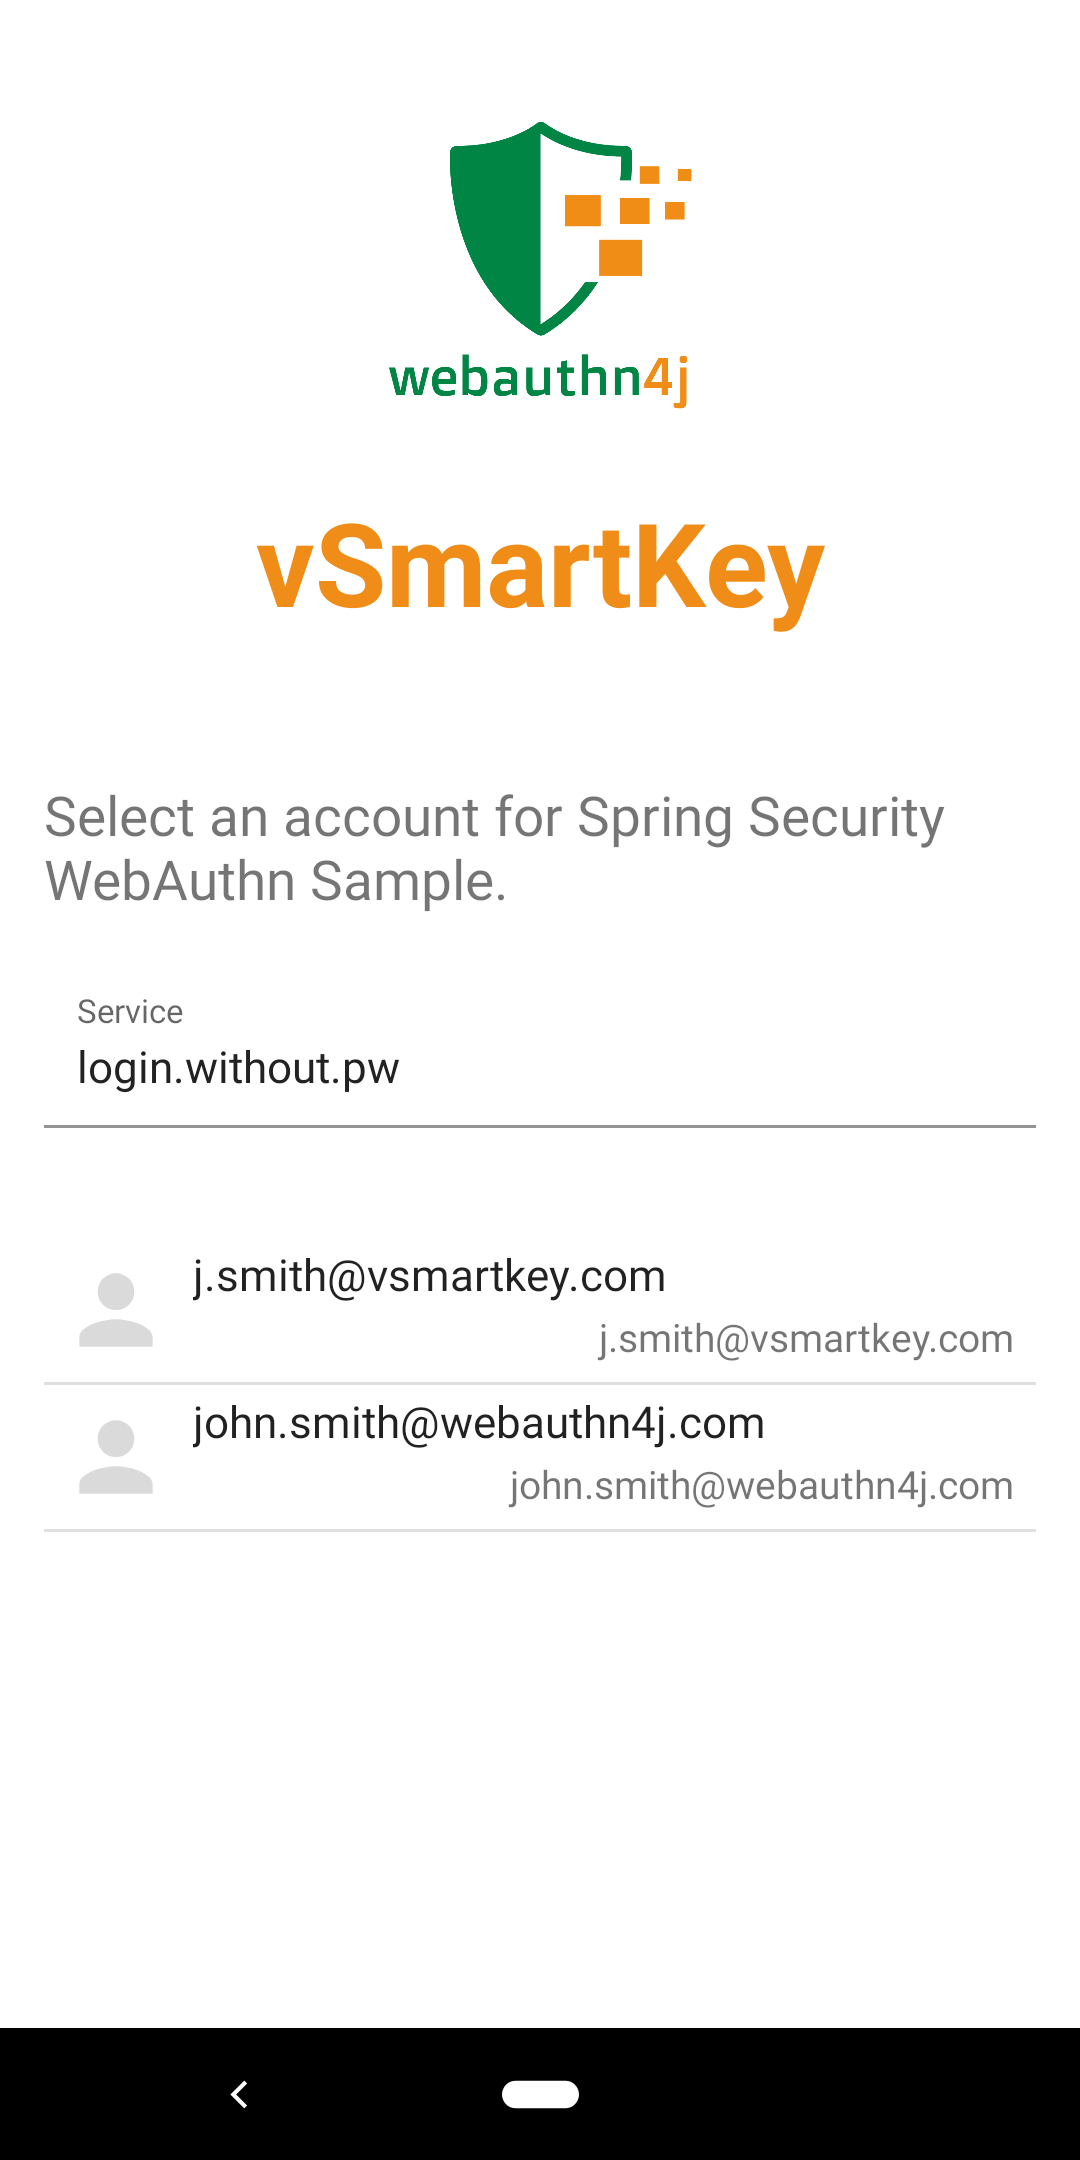 webauthn4j
vSmartKey
Select an account for Spring Security
WebAuthn Sample.
Service
login.without.pw
j.smith@vsmartkey.com
j.smith@vsmartkey.com
john.smith@webauthn4j.com
john.smith@webauthn4j.com